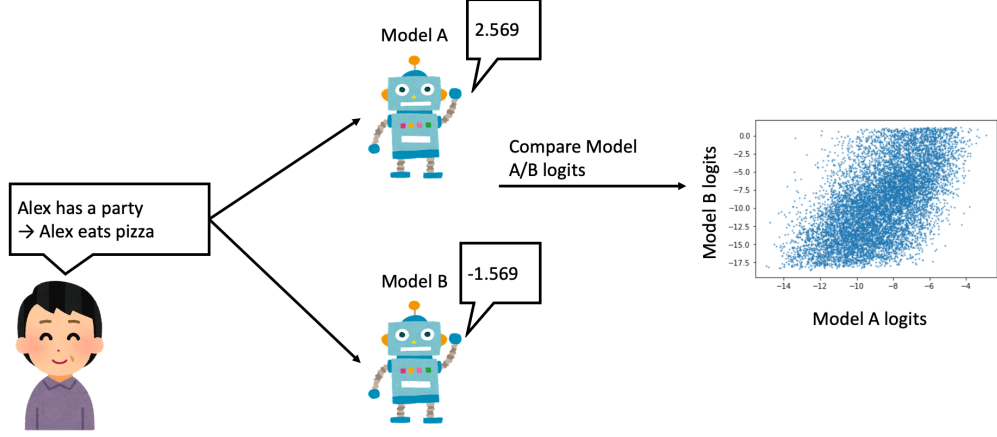 Model A
2.569
Alex has a party
→ Alex eats pizza
Compare Model
A/B logits
Model B
-1.569
Model B logits
0.0
−2.5
−5.0
−7.5
−10.0
−12.5
−15.0
−17.5
−14
−12
−10
−8
−6
−4
Model A logits